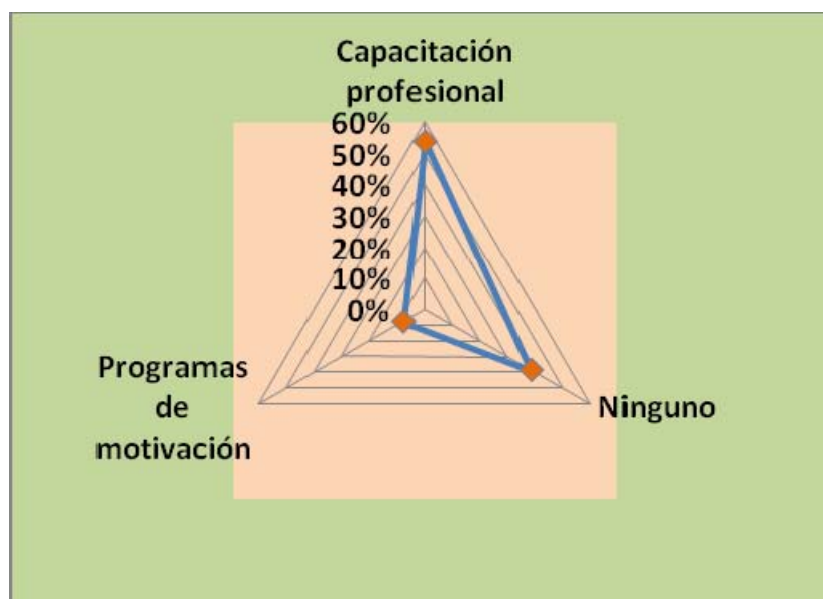 Capacitación
profesional
60%
50%
40%
30%
20%
10%
0%
Programas
de
motivación
Ninguno